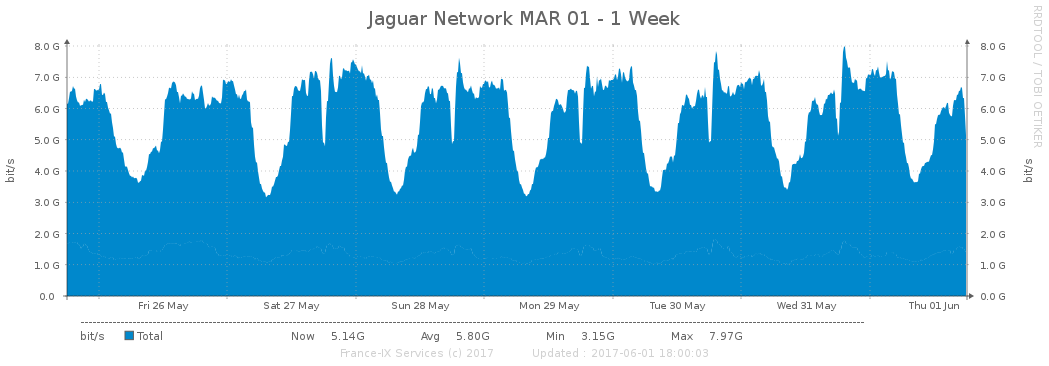 Jaguar Network MAR 01 - 1 Week
RRDTOOL / TOBI OETIKER
bit/s
bit/s
8.0 G 8.0 G
7.0 G 7.0 G
6.0 G 6.0 G
5.0 G 5.0 G
4.0 G 4.0 G
3.0 G 3.0 G
2.0 G 2.0 G
1.0 G 1.0 G
0.0 0.0 G
Fri 26 May Sat 27 May Sun 28 May Mon 29 May Tue 30 May Wed 31 May Thu 01 Jun
bit/s Total Now 5.14G Avg 5.80G Min 3.15G Max 7.97G
France-IX Services (c) 2017 Updated : 2017-06-01 18:00:03